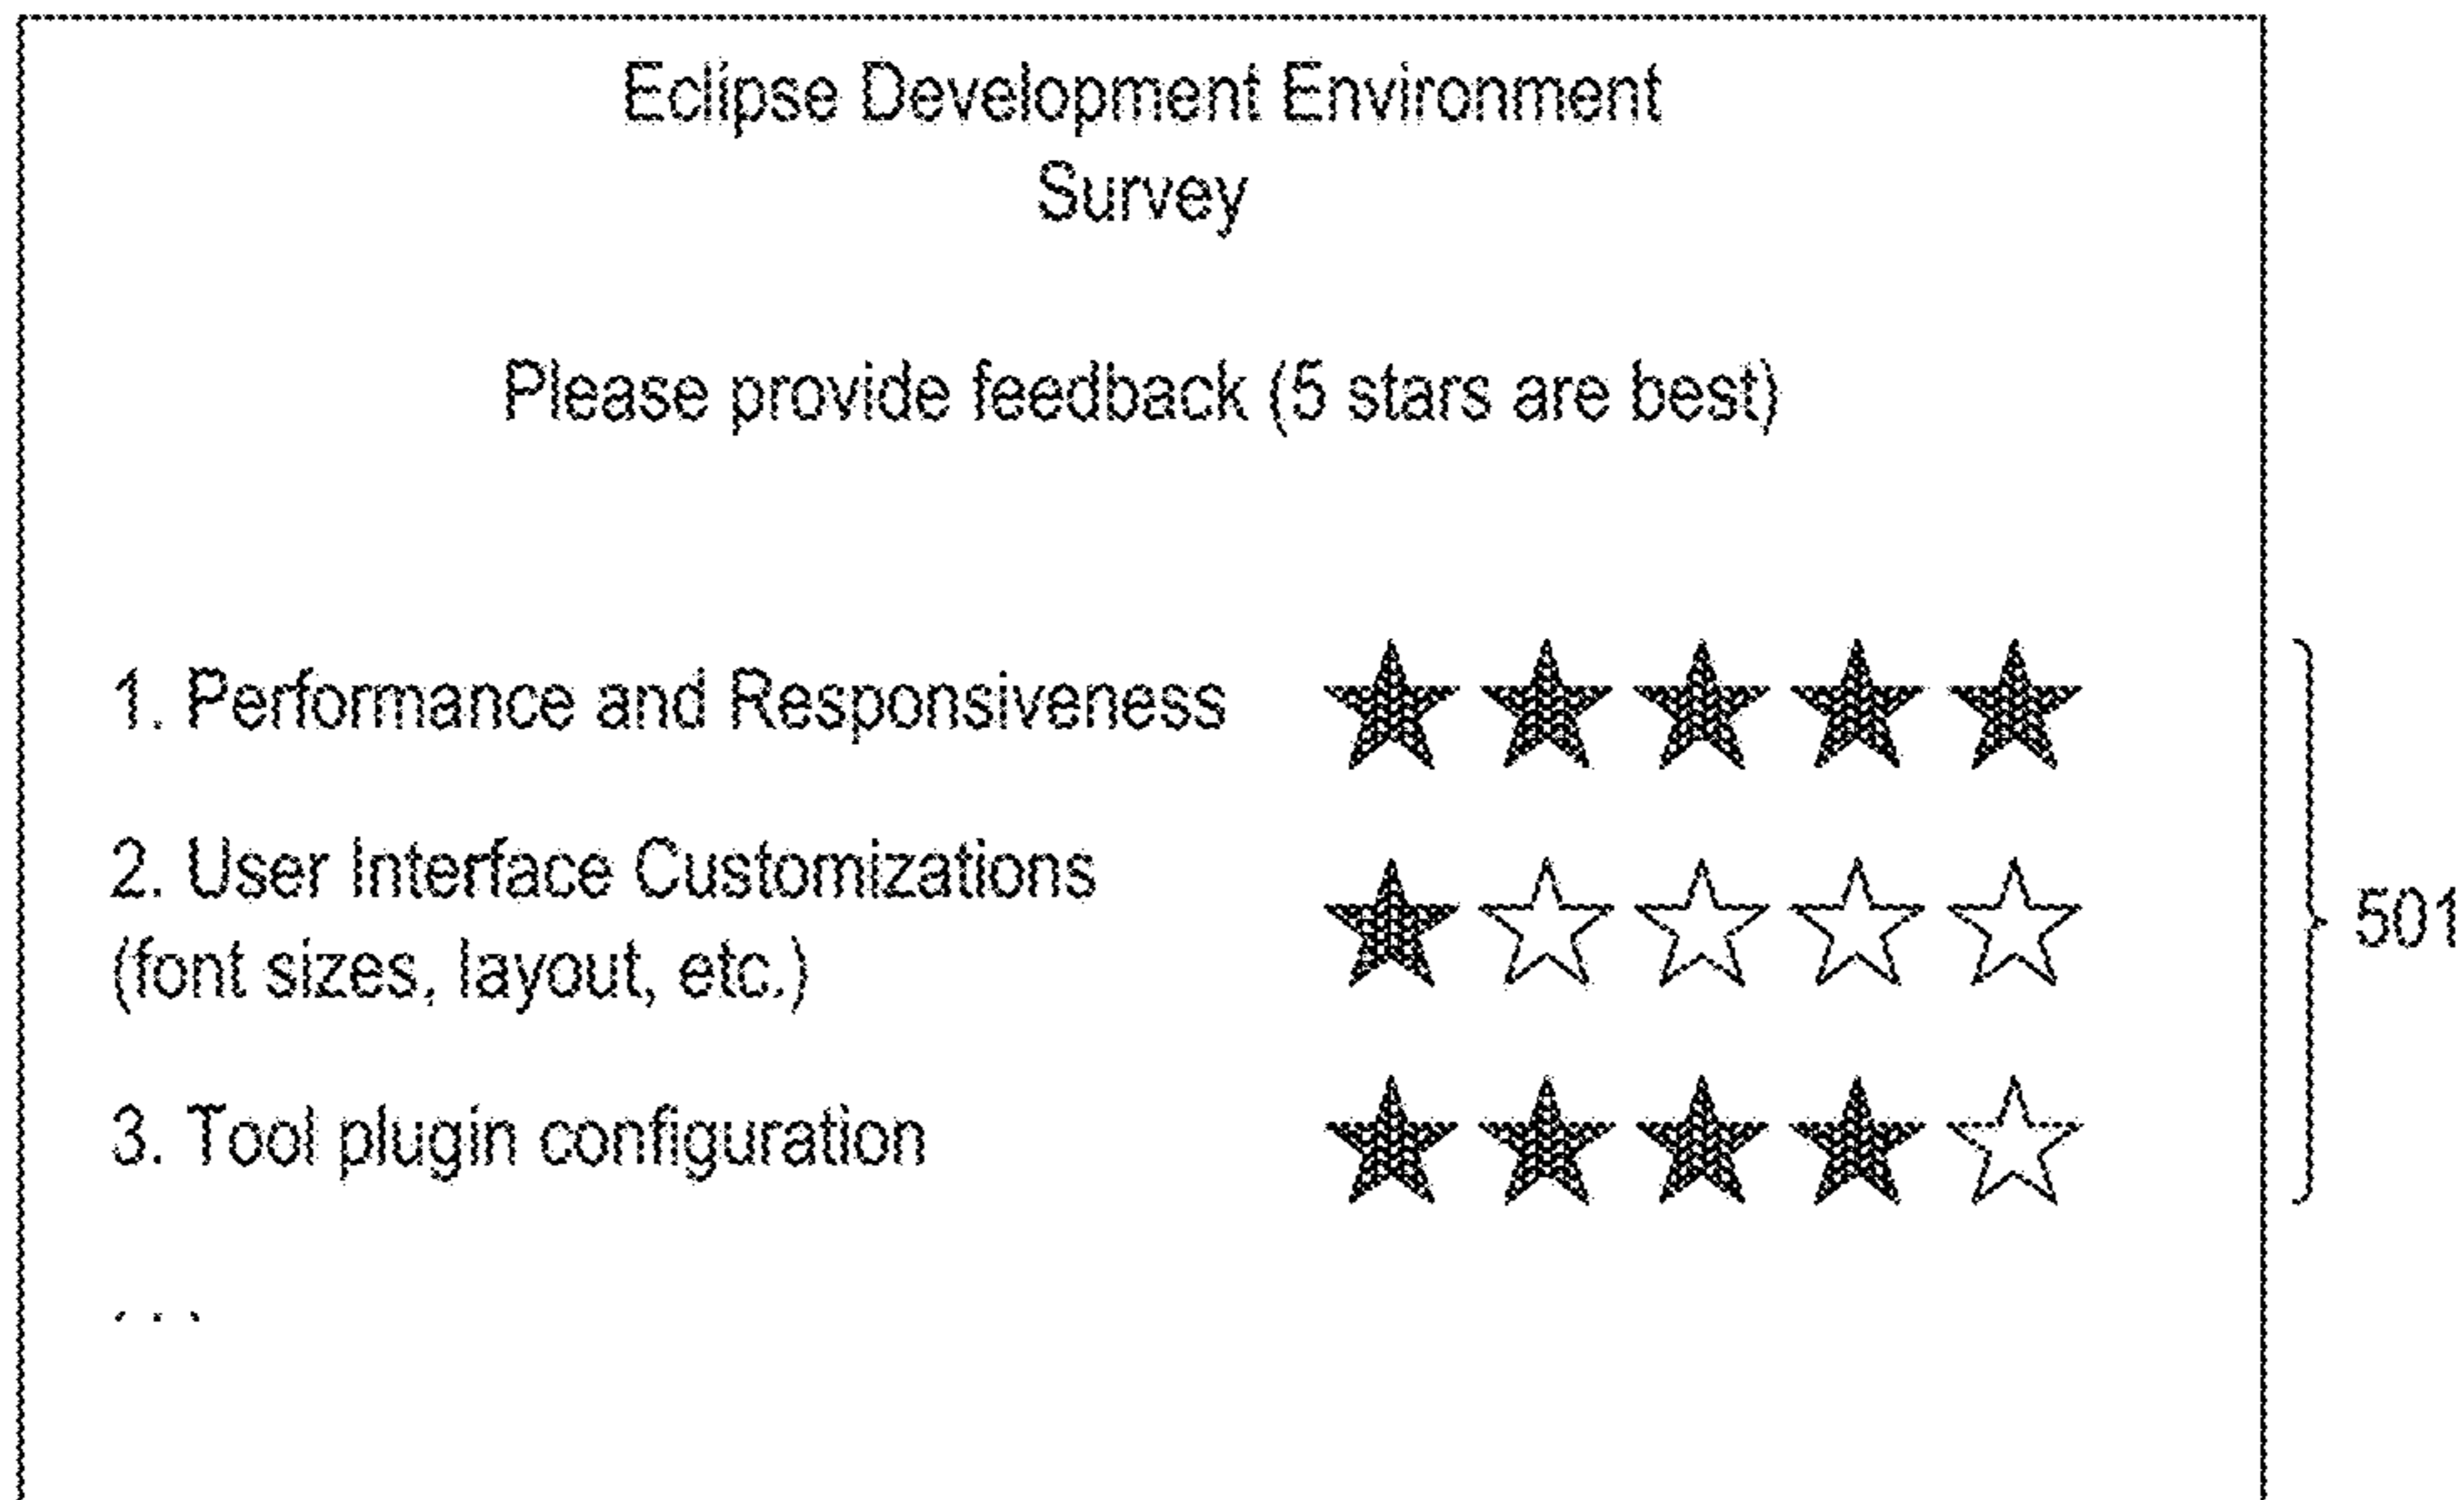 Eclipse Development Environment
Survey
Please provide feedback (5 stars are best)
1. Performance and Responsiveness
2. User Interface Customizations
(font sizes, layout, etc.)
501
3. Tool plugin configuration
. . .